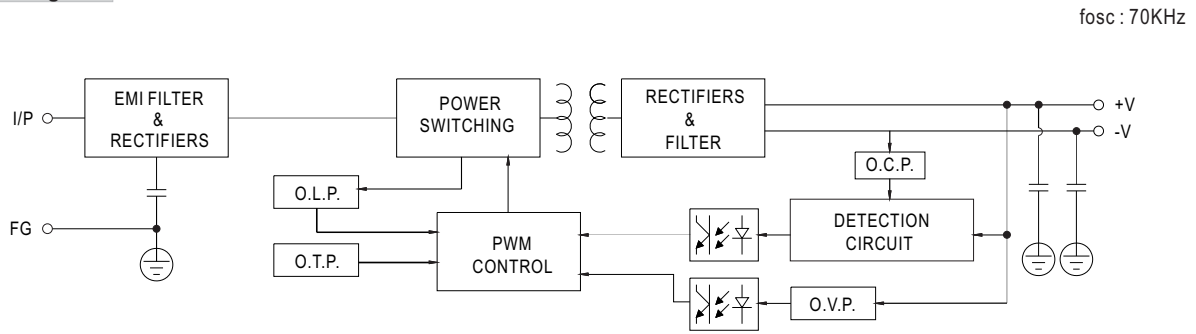 fosc : 70KHz
I/P
EMI FILTER
&
RECTIFIERS
POWER
SWITCHING
RECTIFIERS
&
FILTER
+V
-V
O.C.P.
O.L.P.
DETECTION
CIRCUIT
FG
PWM
CONTROL
O.T.P.
O.V.P.